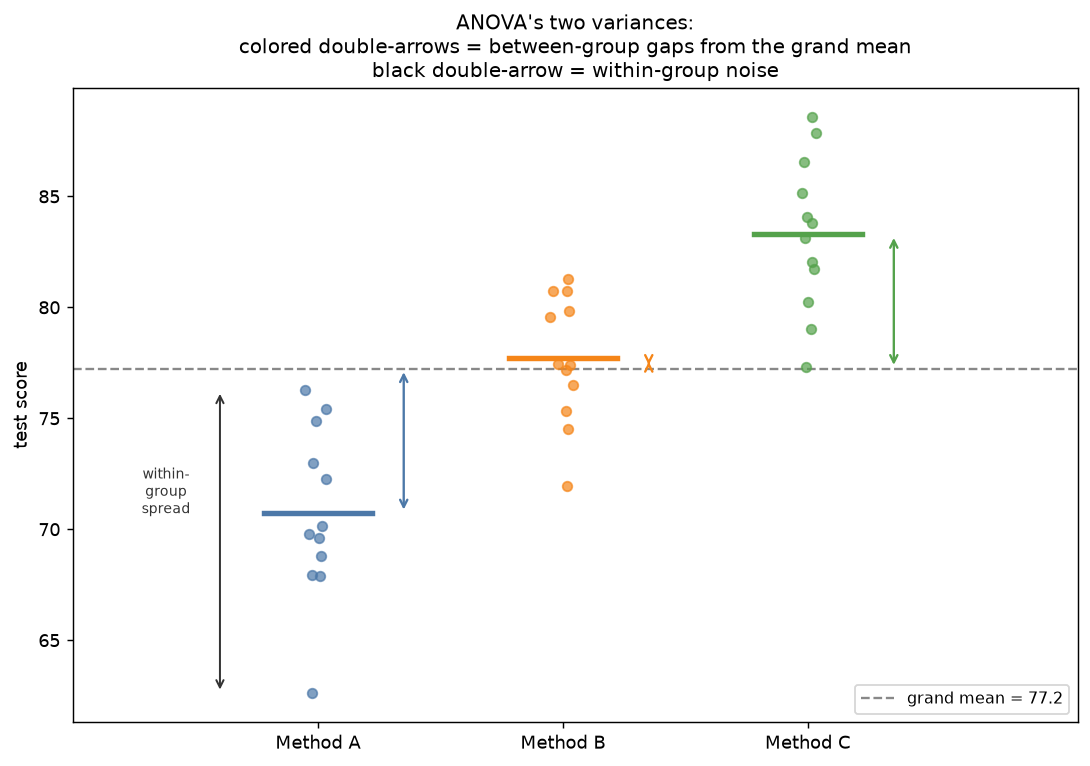 ANOVA's two variances:
colored double-arrows = between-group gaps from the grand mean
black double-arrow = within-group noise
test score
85
80
75
70
65
within-
group
spread
grand mean = 77.2
Method A
Method B
Method C